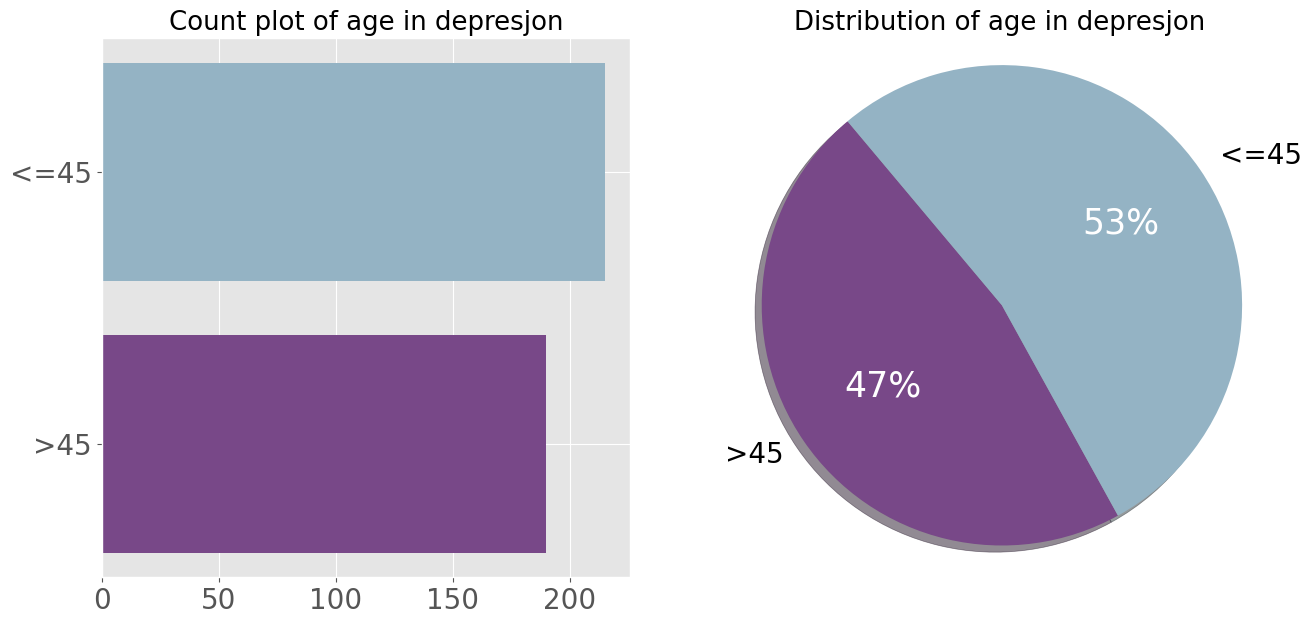 Count plot of age in depresjon
<=45
>45
0 50 100 150 200
Distribution of age in depresjon
<=45
53%
47%
>45